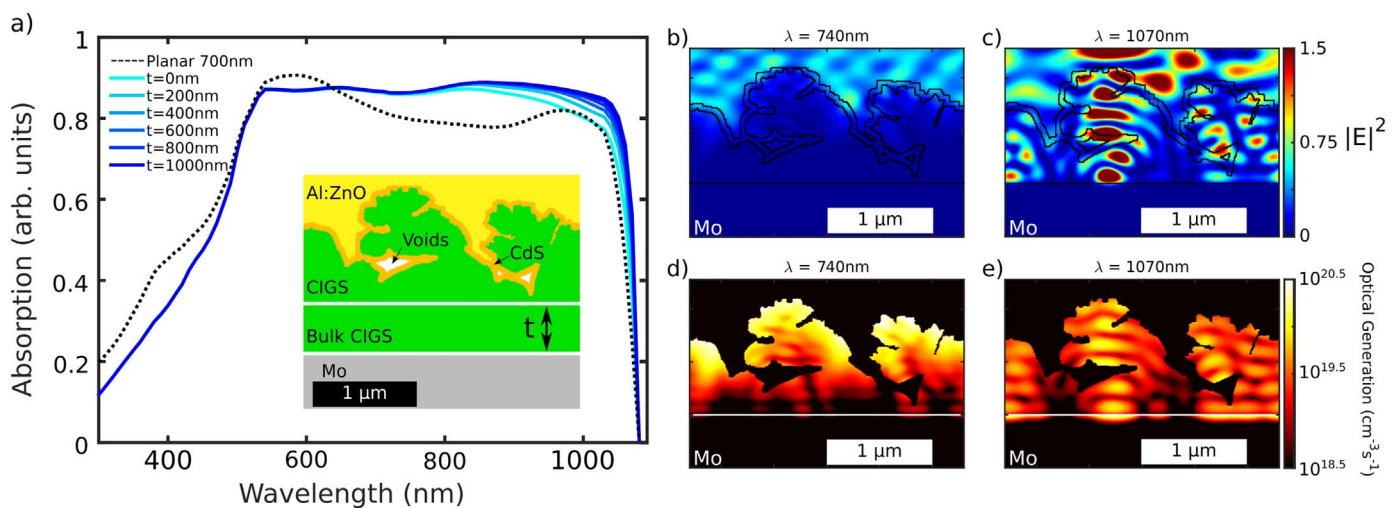 a)
1
0.8
0.6
0.4
0.2
0
Absorption (arb. units)
400
600
800
1000
Wavelength (nm)
Planar 700nm
t=0nm
t=200nm
t=400nm
t=600nm
t=800nm
t=1000nm
Al:ZnO
Voids
CdS
CIGS
Bulk CIGS
t
Mo
1 μm
b)
λ = 740nm
Mo
1 μm
c)
λ = 1070nm
Mo
1 μm
1.5
0.75
0
|E|²
d)
λ = 740nm
Mo
1 μm
e)
λ = 1070nm
Mo
1 μm
10^20.5
10^19.5
10^18.5
Optical Generation (cm⁻³s⁻¹)